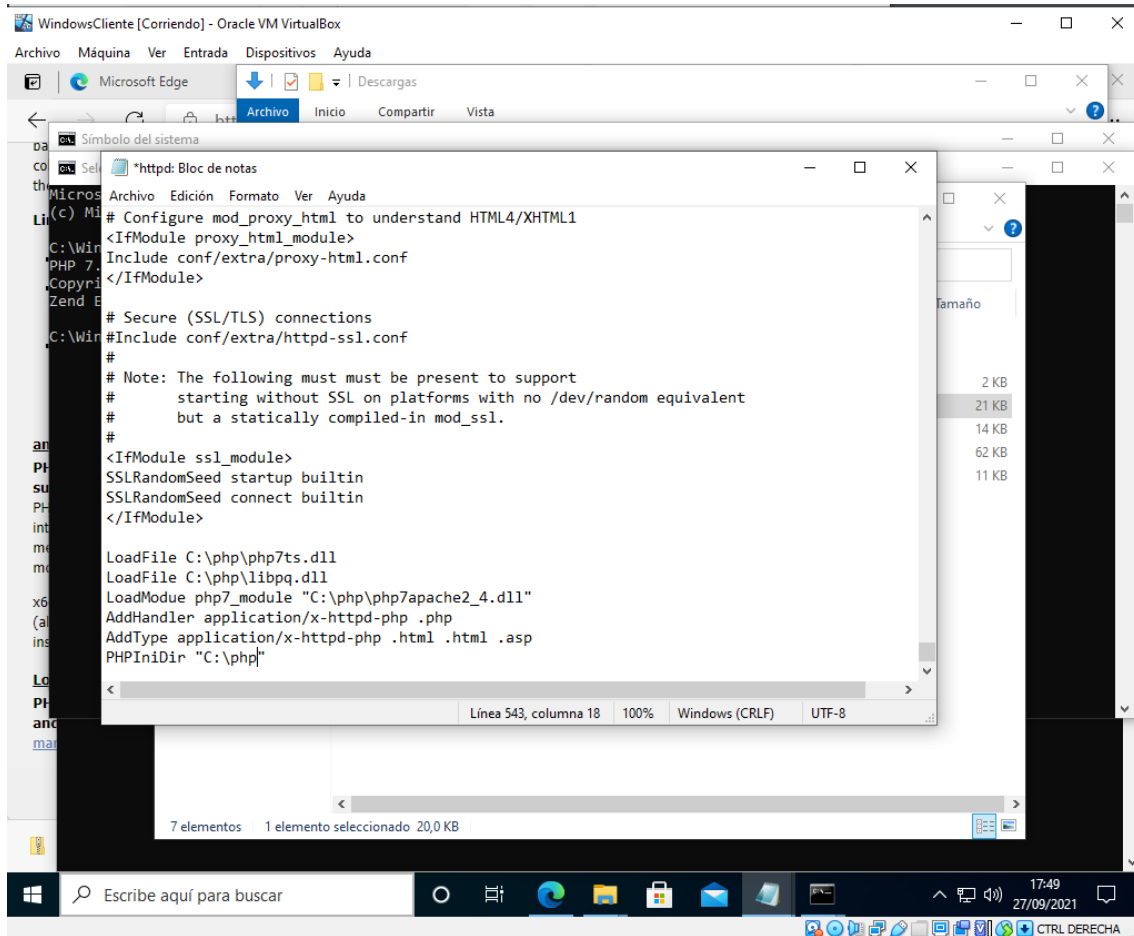 WindowsCliente [Corriendo] - Oracle VM VirtualBox
Archivo Máquina Ver Entrada Dispositivos Ayuda
Microsoft Edge
Descargas
Archivo Inicio Compartir Vista
Símbolo del sistema
*httpd: Bloc de notas
Archivo Edición Formato Ver Ayuda
# Configure mod_proxy_html to understand HTML4/XHTML1
<IfModule proxy_html_module>
Include conf/extra/proxy-html.conf
</IfModule>

# Secure (SSL/TLS) connections
#Include conf/extra/httpd-ssl.conf
#
# Note: The following must must be present to support
#       starting without SSL on platforms with no /dev/random equivalent
#       but a statically compiled-in mod_ssl.
#
<IfModule ssl_module>
SSLRandomSeed startup builtin
SSLRandomSeed connect builtin
</IfModule>

LoadFile C:\php\php7ts.dll
LoadFile C:\php\libpq.dll
LoadModue php7_module "C:\php\php7apache2_4.dll"
AddHandler application/x-httpd-php .php
AddType application/x-httpd-php .html .html .asp
PHPIniDir "C:\php"
Línea 543, columna 18 100% Windows (CRLF) UTF-8
Micros
(c) Mi
C:\Win
PHP 7.
Copyri
Zend E
C:\Win
Tamaño
2 KB
21 KB
14 KB
62 KB
11 KB
7 elementos 1 elemento seleccionado 20,0 KB
Escribe aquí para buscar
17:49
27/09/2021
CTRL DERECHA